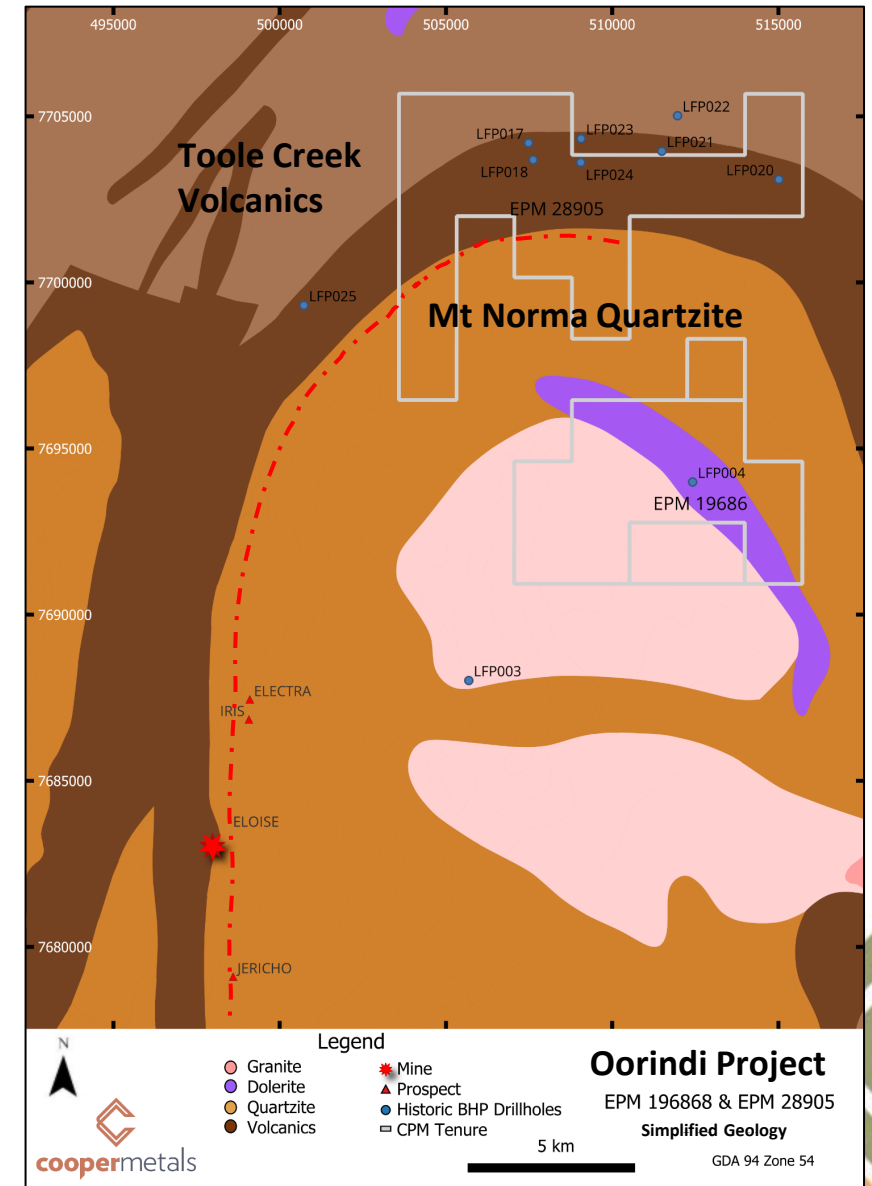 495000 500000 505000 510000 515000
7705000
LFP022
LFP017
LFP023
LFP021
Toole Creek
Volcanics
LFP018
LFP024
LFP020
EPM 28905
7700000
LFP025
Mt Norma Quartzite
7695000
LFP004
EPM 19686
7690000
LFP003
ELECTRA
IRIS
7685000
ELOISE
7680000
JERICHO
N
Legend
Granite
Dolerite
Quartzite
Volcanics
Mine
Prospect
Historic BHP Drillholes
CPM Tenure
5 km
Oorindi Project
EPM 196868 & EPM 28905
Simplified Geology
GDA 94 Zone 54
coopermetals